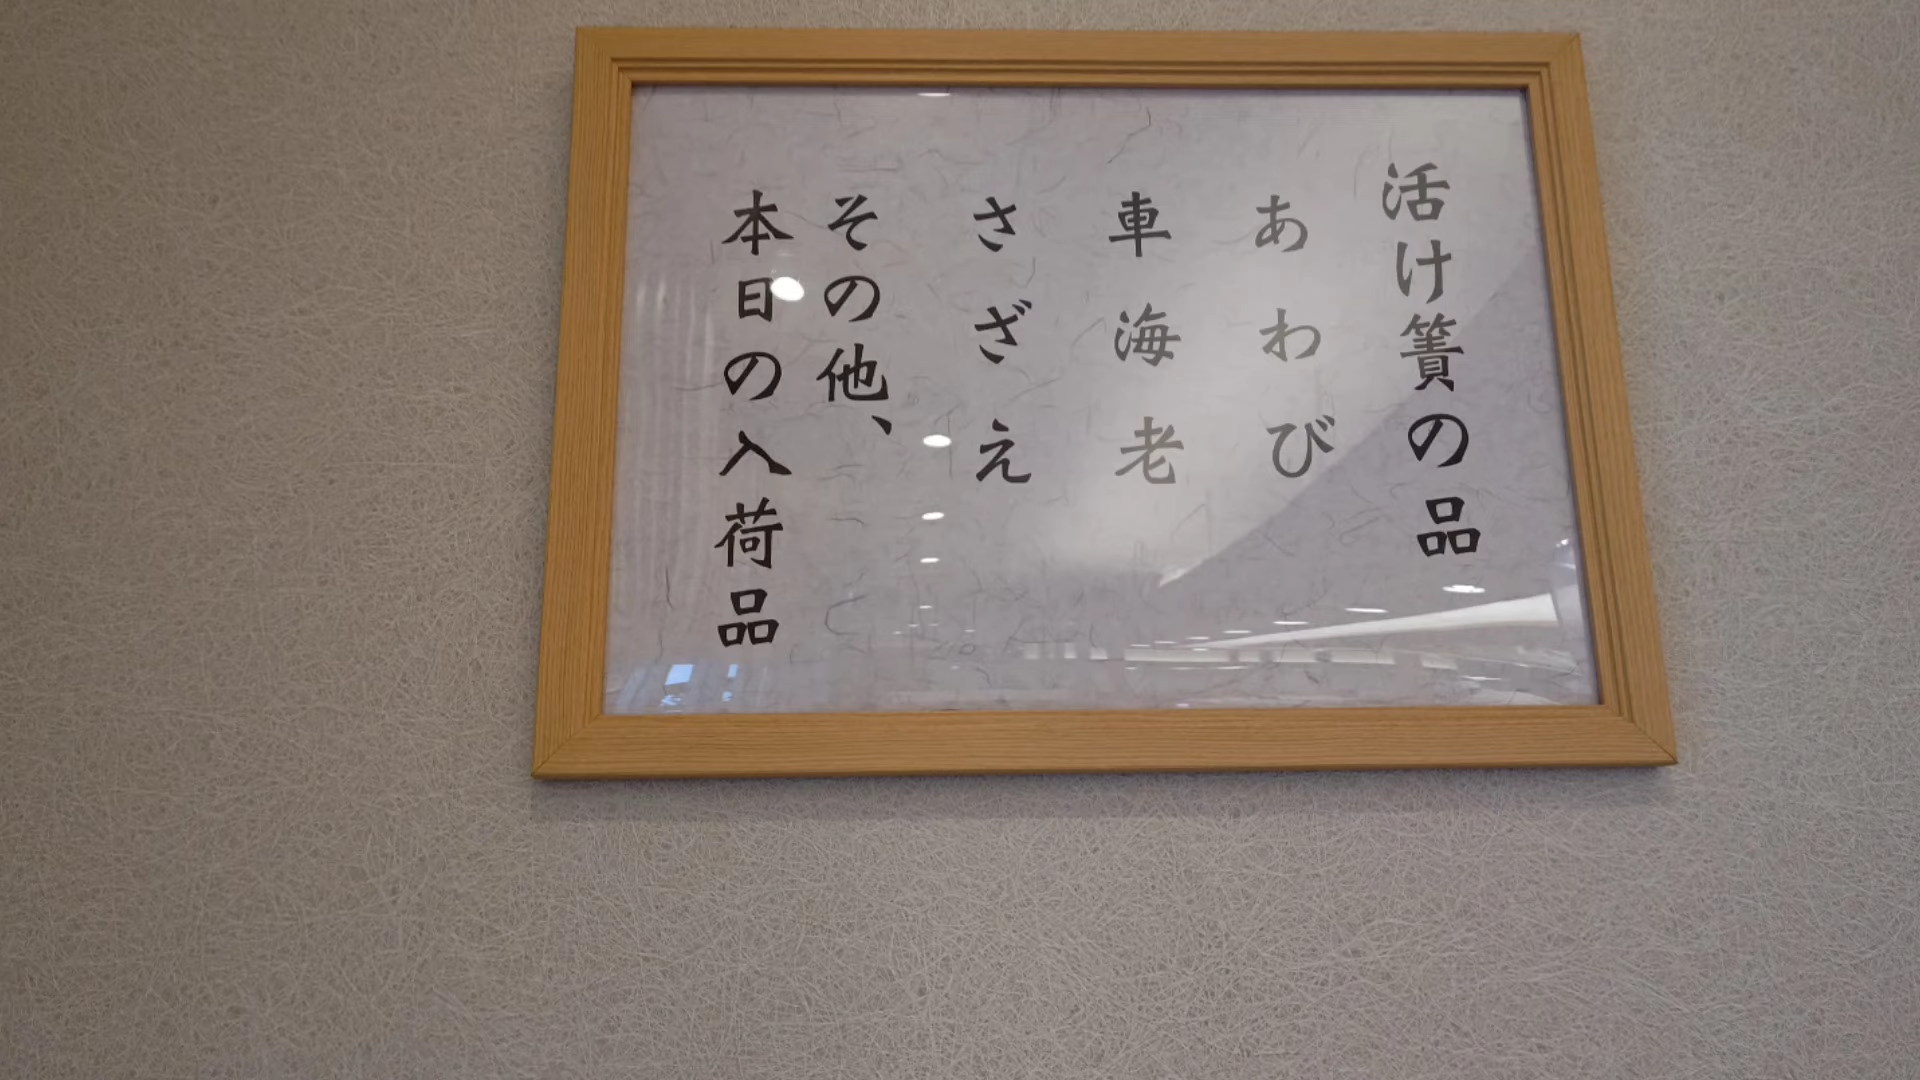 活け簀の品
あわび
車海老
さざえ
その他、
本日の入荷品